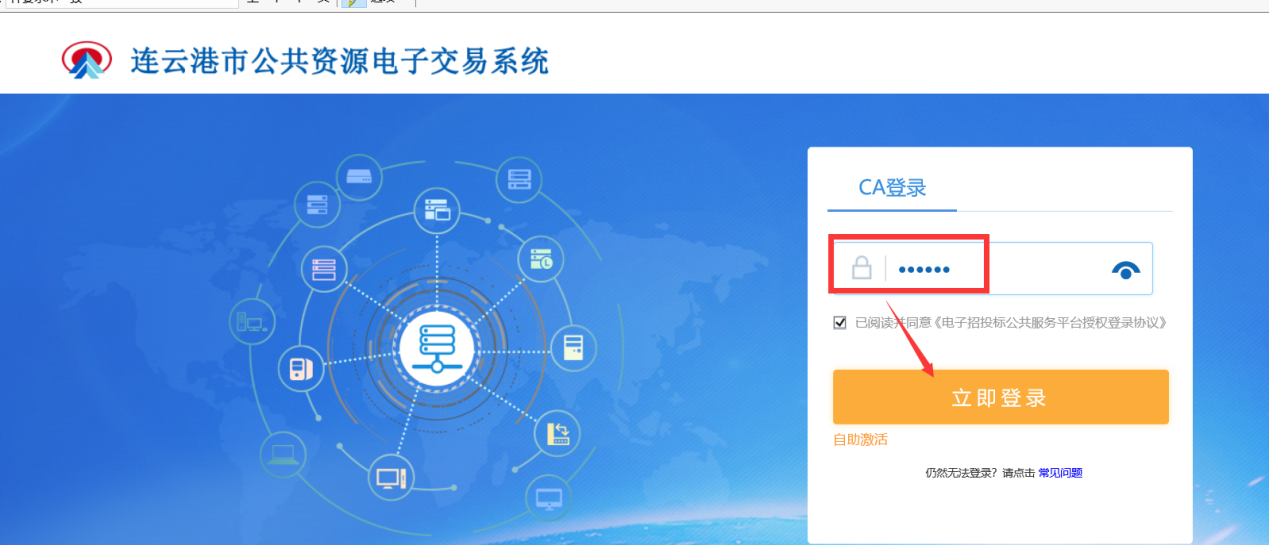 连云港市公共资源电子交易系统
CA登录
••••••
已阅读并同意《电子招投标公共服务平台授权登录协议》
立即登录
自助激活
仍然无法登录？请点击 常见问题